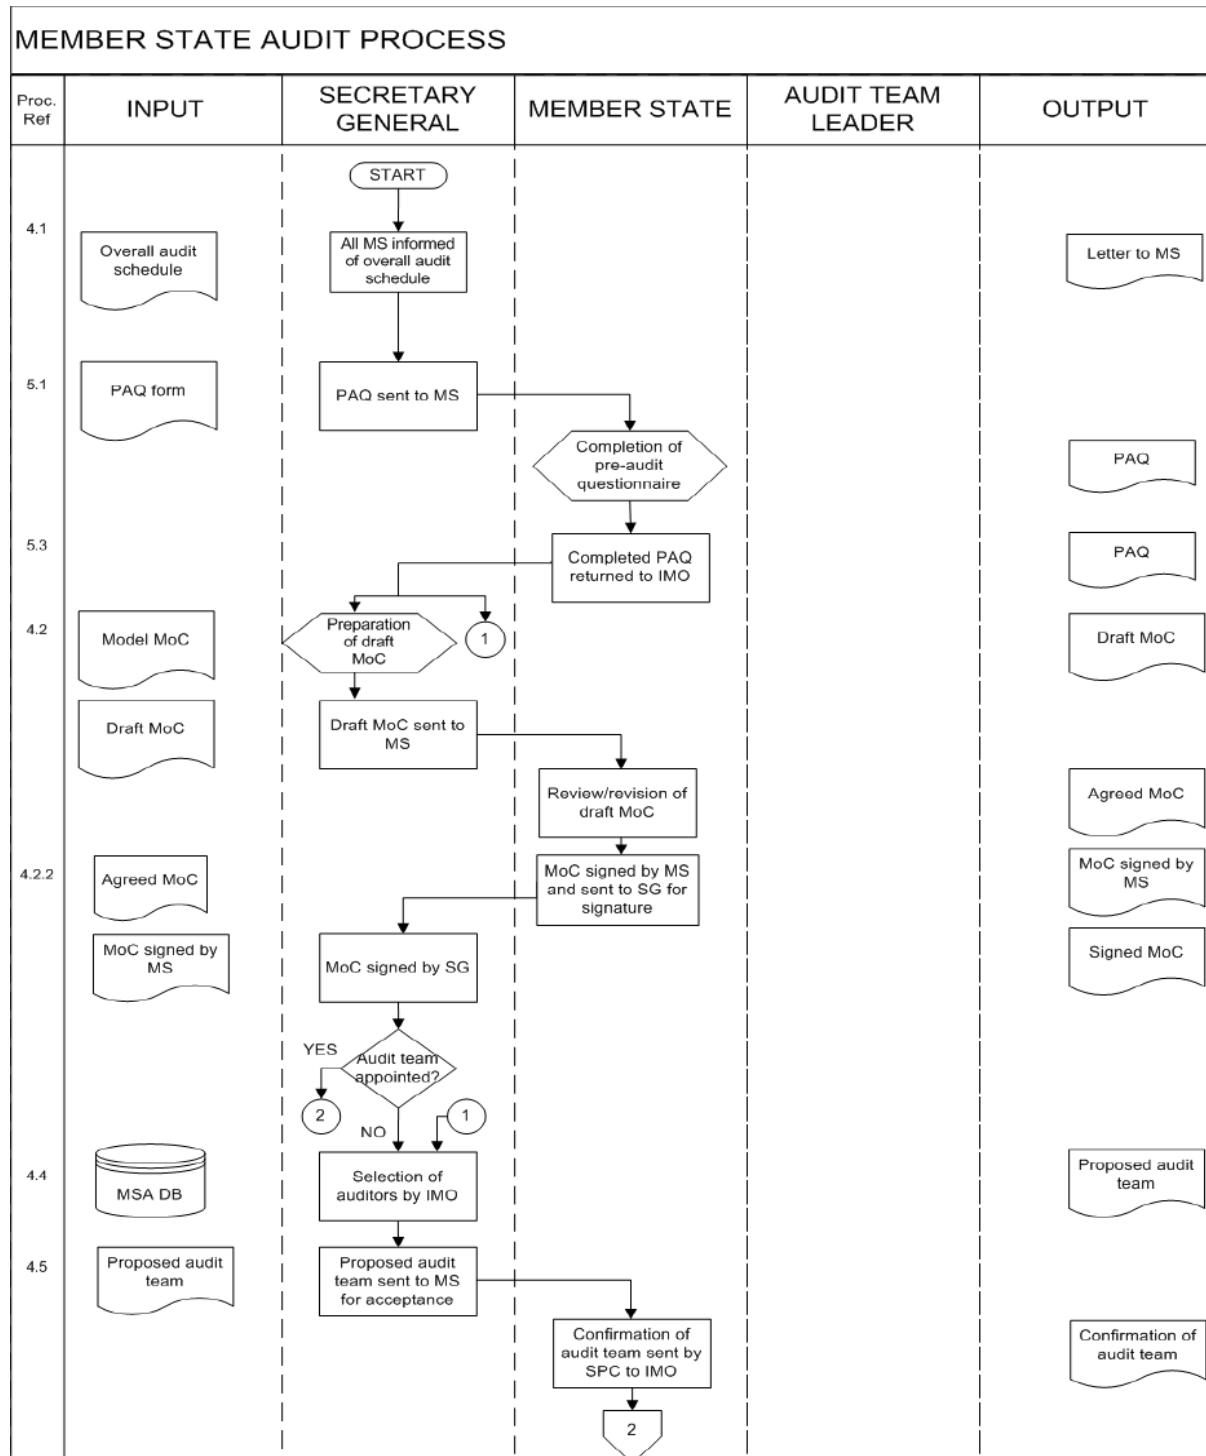 MEMBER STATE AUDIT PROCESS
Proc.
Ref
INPUT
SECRETARY
GENERAL
MEMBER STATE
AUDIT TEAM
LEADER
OUTPUT
START
4.1
Overall audit
schedule
All MS informed
of overall audit
schedule
Letter to MS
5.1
PAQ form
PAQ sent to MS
Completion of
pre-audit
questionnaire
PAQ
5.3
Completed PAQ
returned to IMO
PAQ
4.2
Model MoC
Preparation
of draft
MoC
1
Draft MoC
Draft MoC
Draft MoC sent to
MS
Review/revision of
draft MoC
Agreed MoC
4.2.2
Agreed MoC
MoC signed by MS
and sent to SG for
signature
MoC signed by
MS
MoC signed by
MS
MoC signed by SG
Signed MoC
YES
Audit team
appointed?
2
NO
1
4.4
MSA DB
Selection of
auditors by IMO
Proposed audit
team
4.5
Proposed audit
team
Proposed audit
team sent to MS
for acceptance
Confirmation of
audit team sent by
SPC to IMO
Confirmation of
audit team
2